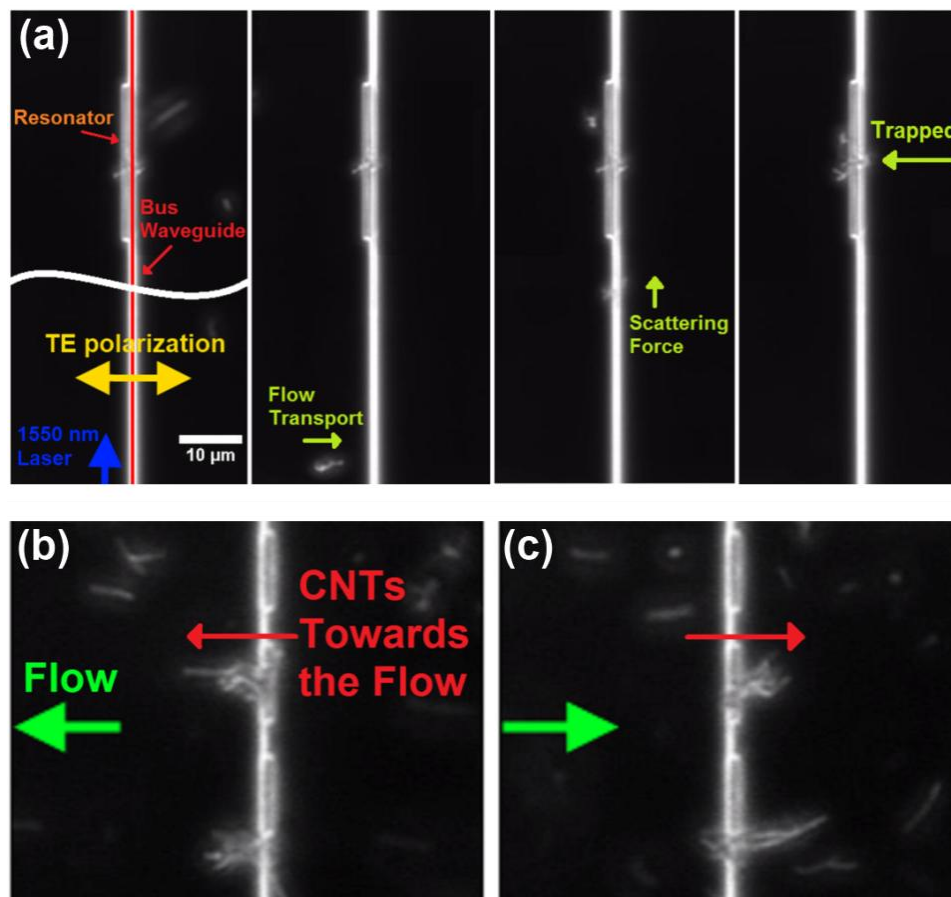 (a)
Resonator
Bus
Waveguide
TE polarization
1550 nm
Laser
10 µm
Flow
Transport
Scattering
Force
Trapped
(b)
Flow
CNTs
Towards
the Flow
(c)